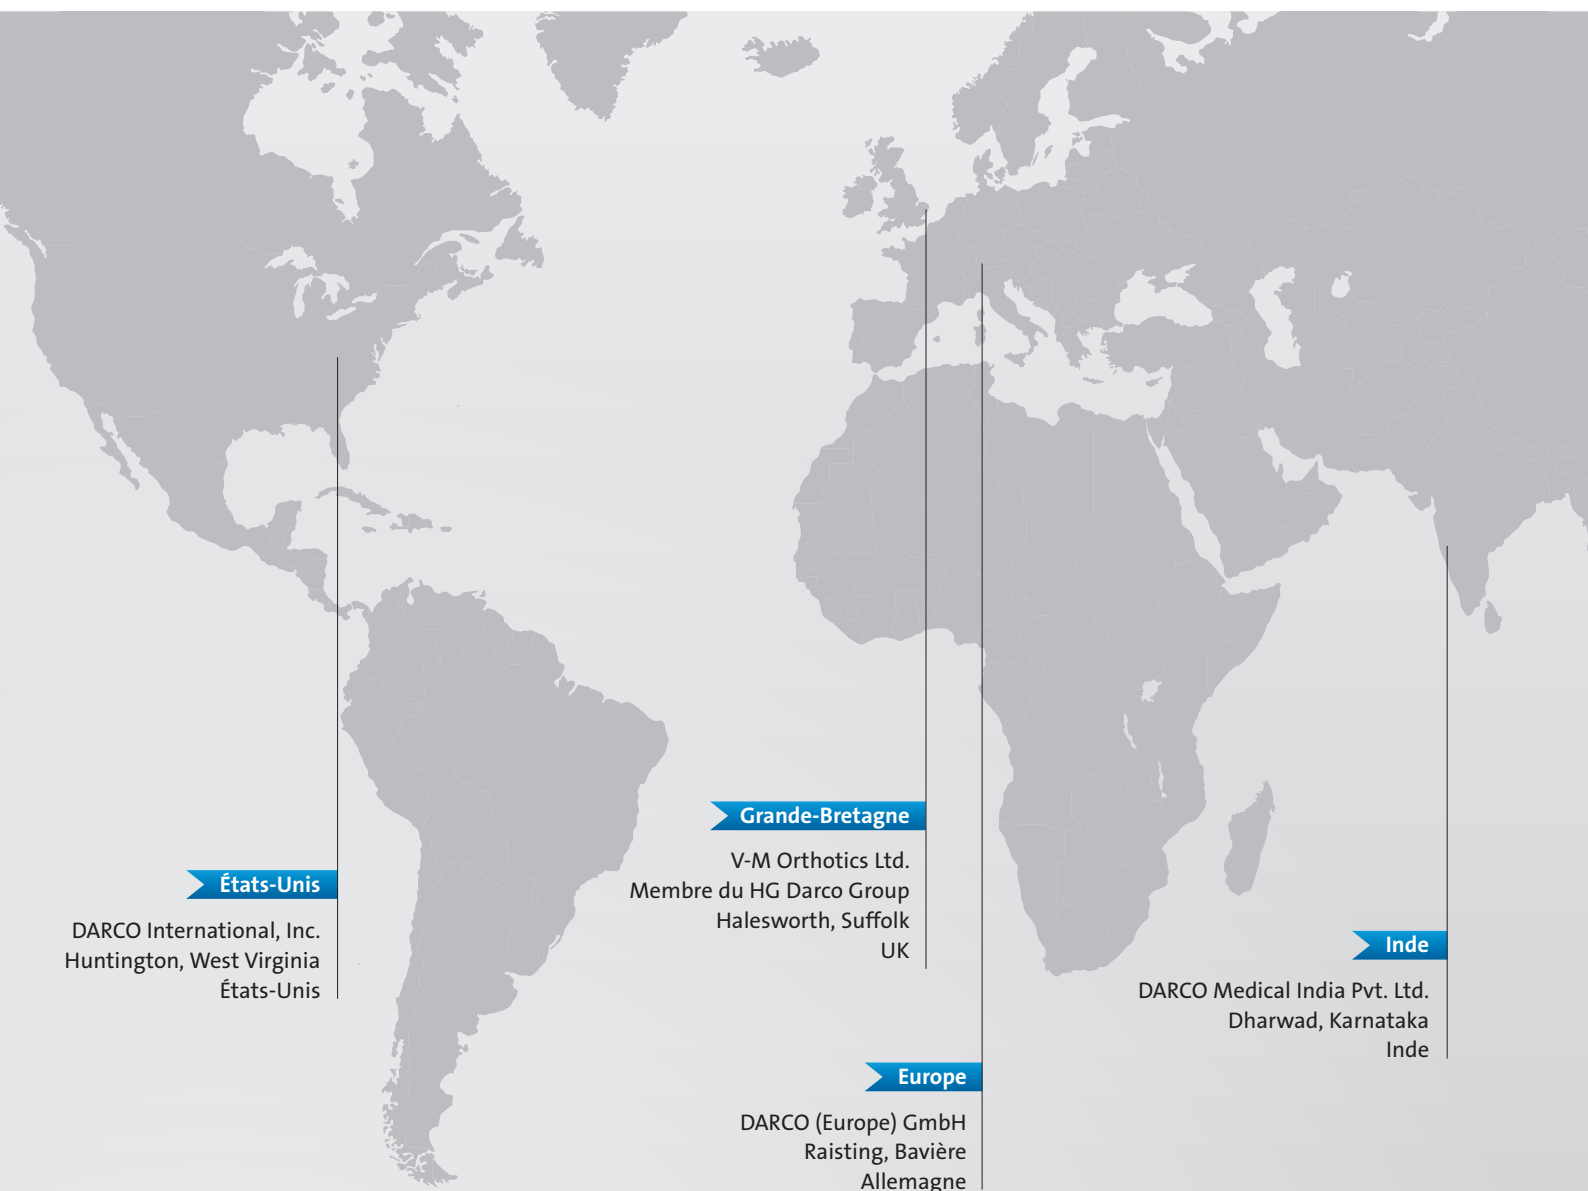 Grande-Bretagne
V-M Orthotics Ltd.
Membre du HG Darco Group
Halesworth, Suffolk
UK
États-Unis
DARCO International, Inc.
Huntington, West Virginia
États-Unis
Inde
DARCO Medical India Pvt. Ltd.
Dharwad, Karnataka
Inde
Europe
DARCO (Europe) GmbH
Raisting, Bavière
Allemagne